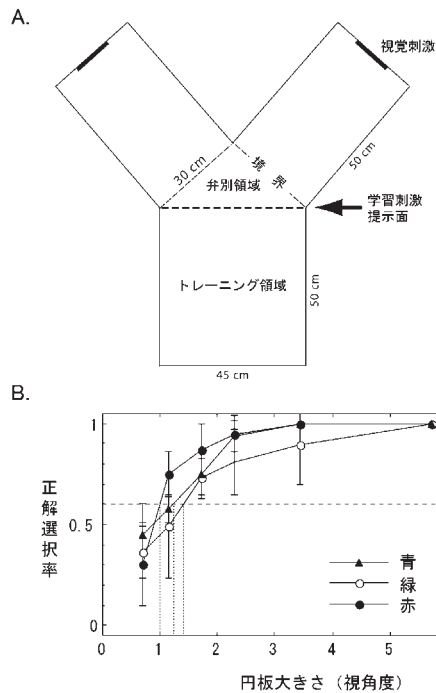 A.
視覚刺激
30 cm
境界
50 cm
弁別領域
学習刺激
提示面
トレーニング領域
50 cm
45 cm
B.
正解選択率
1
0.5
0
青
緑
赤
0 1 2 3 4 5
円板大きさ（視角度）